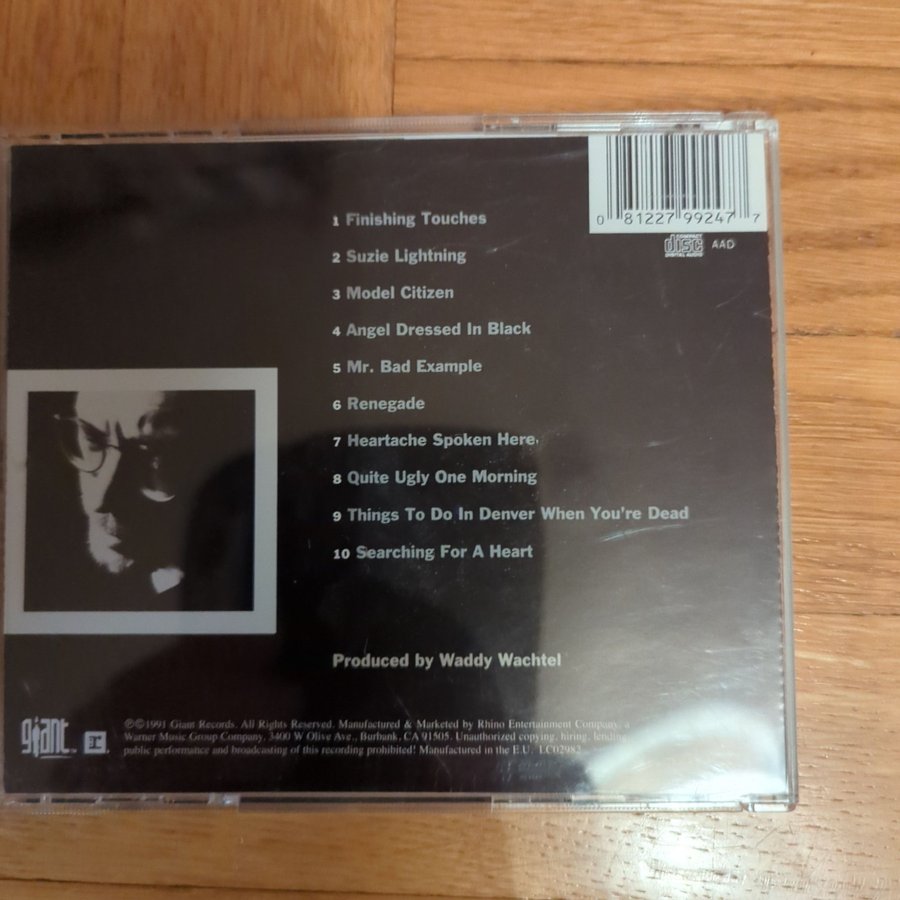 0 81227 99247 7
COMPACT
disc
DIGITAL AUDIO
AAD
1 Finishing Touches
2 Suzie Lightning
3 Model Citizen
4 Angel Dressed In Black
5 Mr. Bad Example
6 Renegade
7 Heartache Spoken Here
8 Quite Ugly One Morning
9 Things To Do In Denver When You're Dead
10 Searching For A Heart
Produced by Waddy Wachtel
giant
℗©1991 Giant Records. All Rights Reserved. Manufactured & Marketed by Rhino Entertainment Company, a
Warner Music Group Company, 3400 W Olive Ave., Burbank, CA 91505. Unauthorized copying, hiring, lending,
public performance and broadcasting of this recording prohibited! Manufactured in the E.U. LC02982